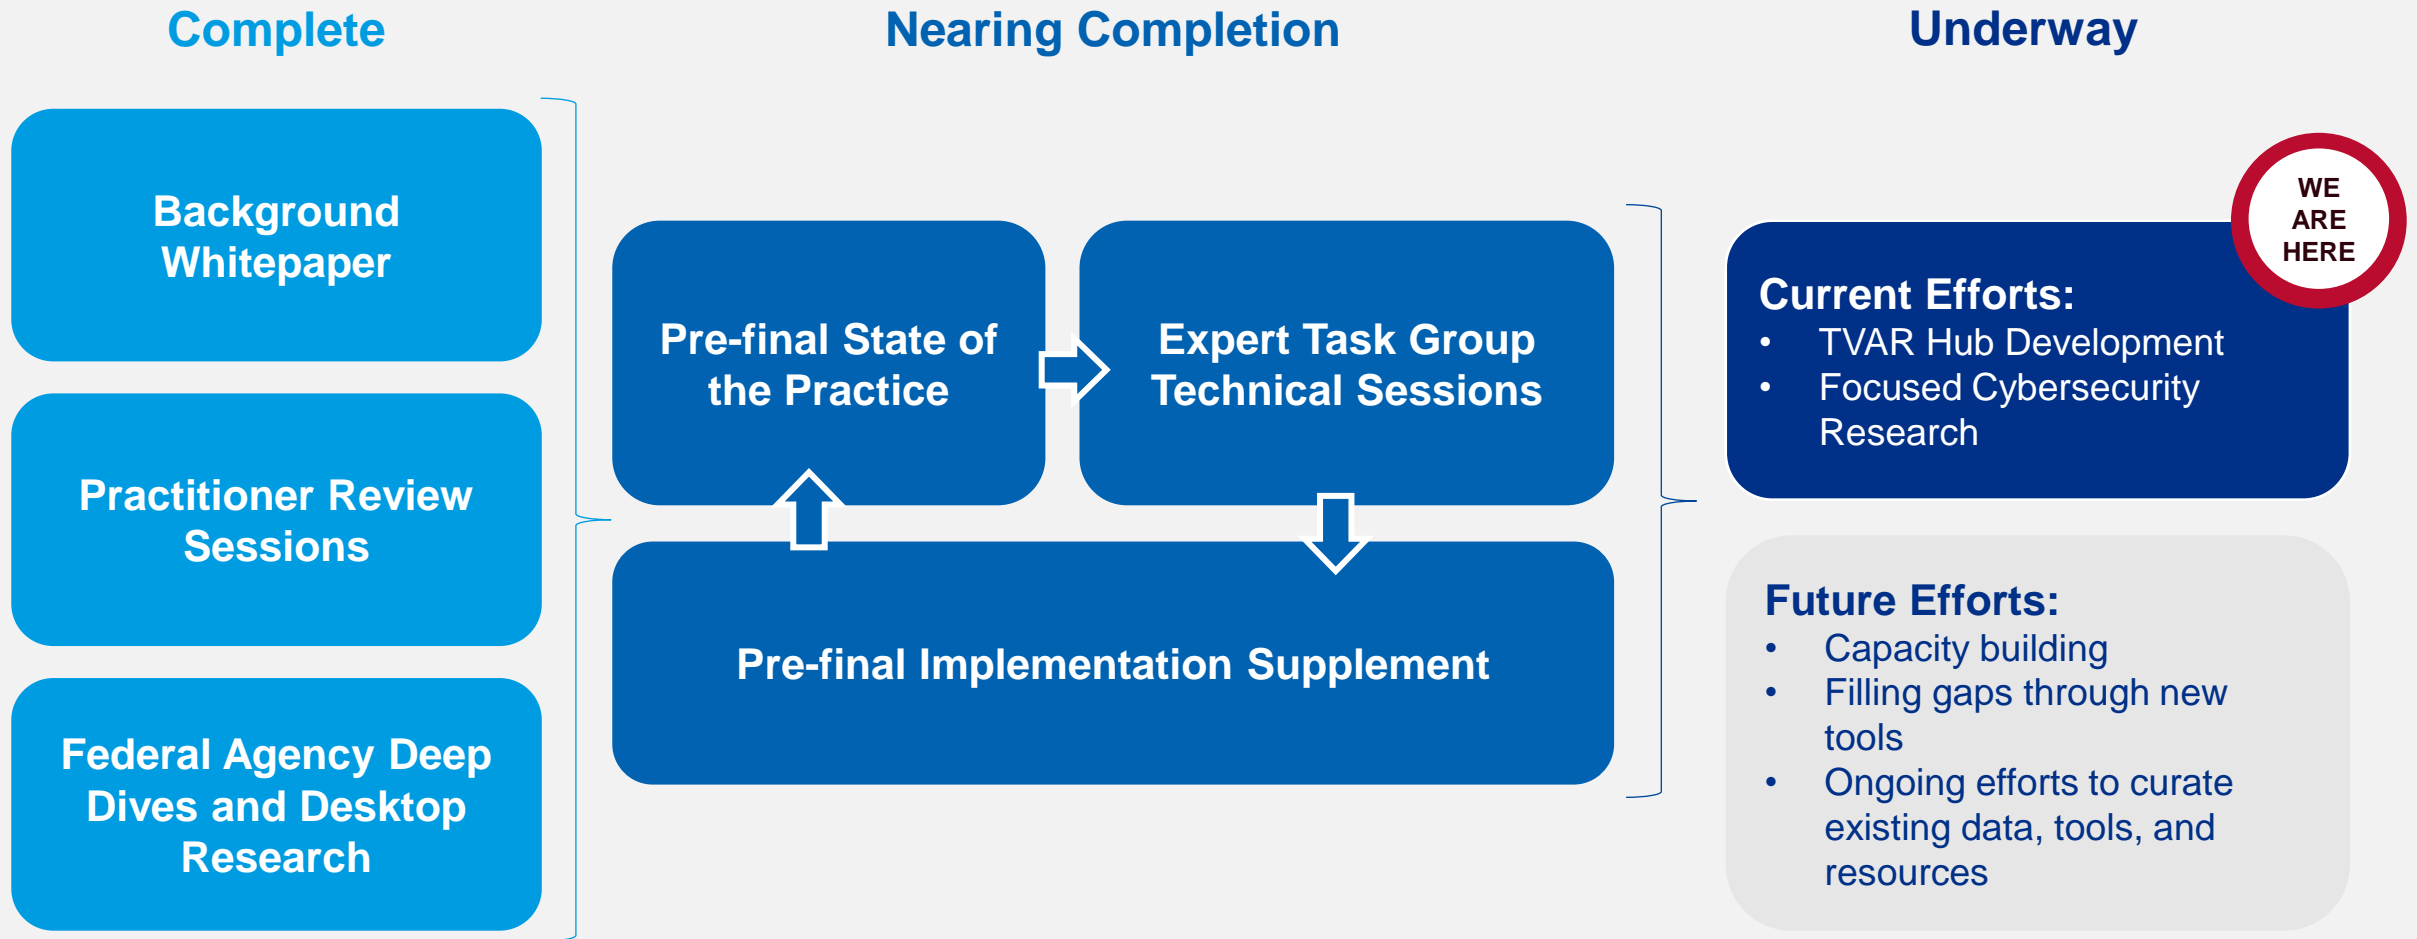 Complete
Background
Whitepaper
Practitioner Review
Sessions
Federal Agency Deep
Dives and Desktop
Research
Nearing Completion
Pre-final State of
the Practice
Expert Task Group
Technical Sessions
Pre-final Implementation Supplement
Underway
WE
ARE
HERE
Current Efforts:
• TVAR Hub Development
• Focused Cybersecurity
Research
Future Efforts:
• Capacity building
• Filling gaps through new
tools
• Ongoing efforts to curate
existing data, tools, and
resources